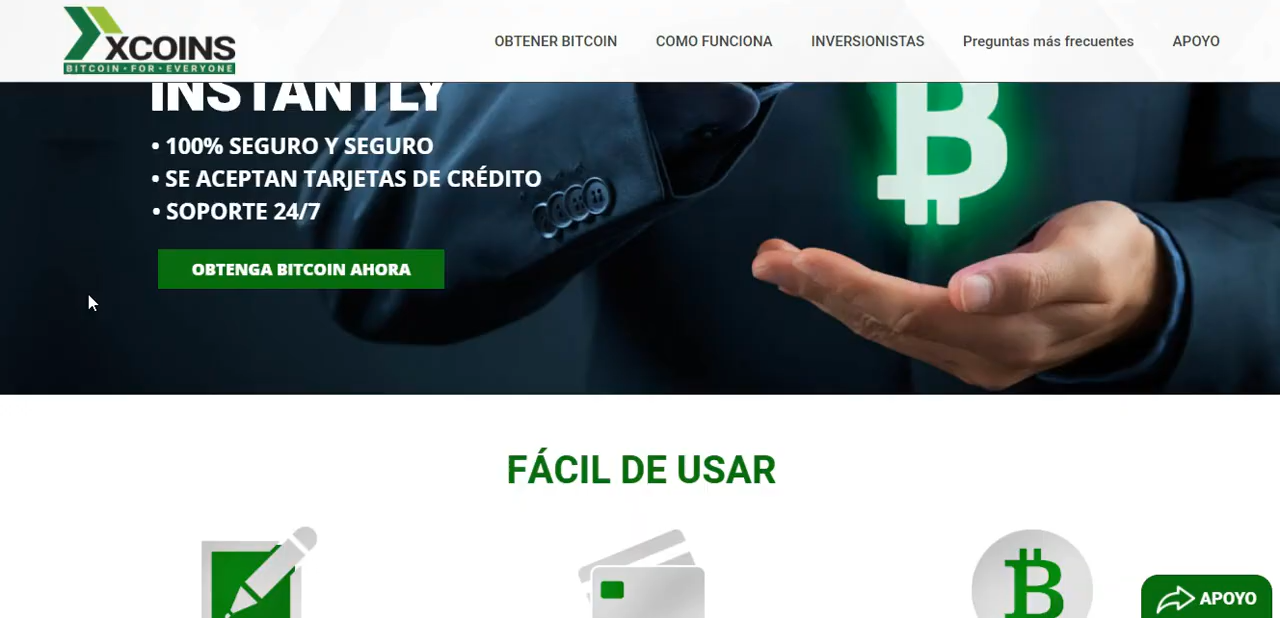 XCOINS
BITCOIN • FOR • EVERYONE
OBTENER BITCOIN
COMO FUNCIONA
INVERSIONISTAS
Preguntas más frecuentes
APOYO
INSTANTLY
• 100% SEGURO Y SEGURO
• SE ACEPTAN TARJETAS DE CRÉDITO
• SOPORTE 24/7
OBTENGA BITCOIN AHORA
FÁCIL DE USAR
APOYO